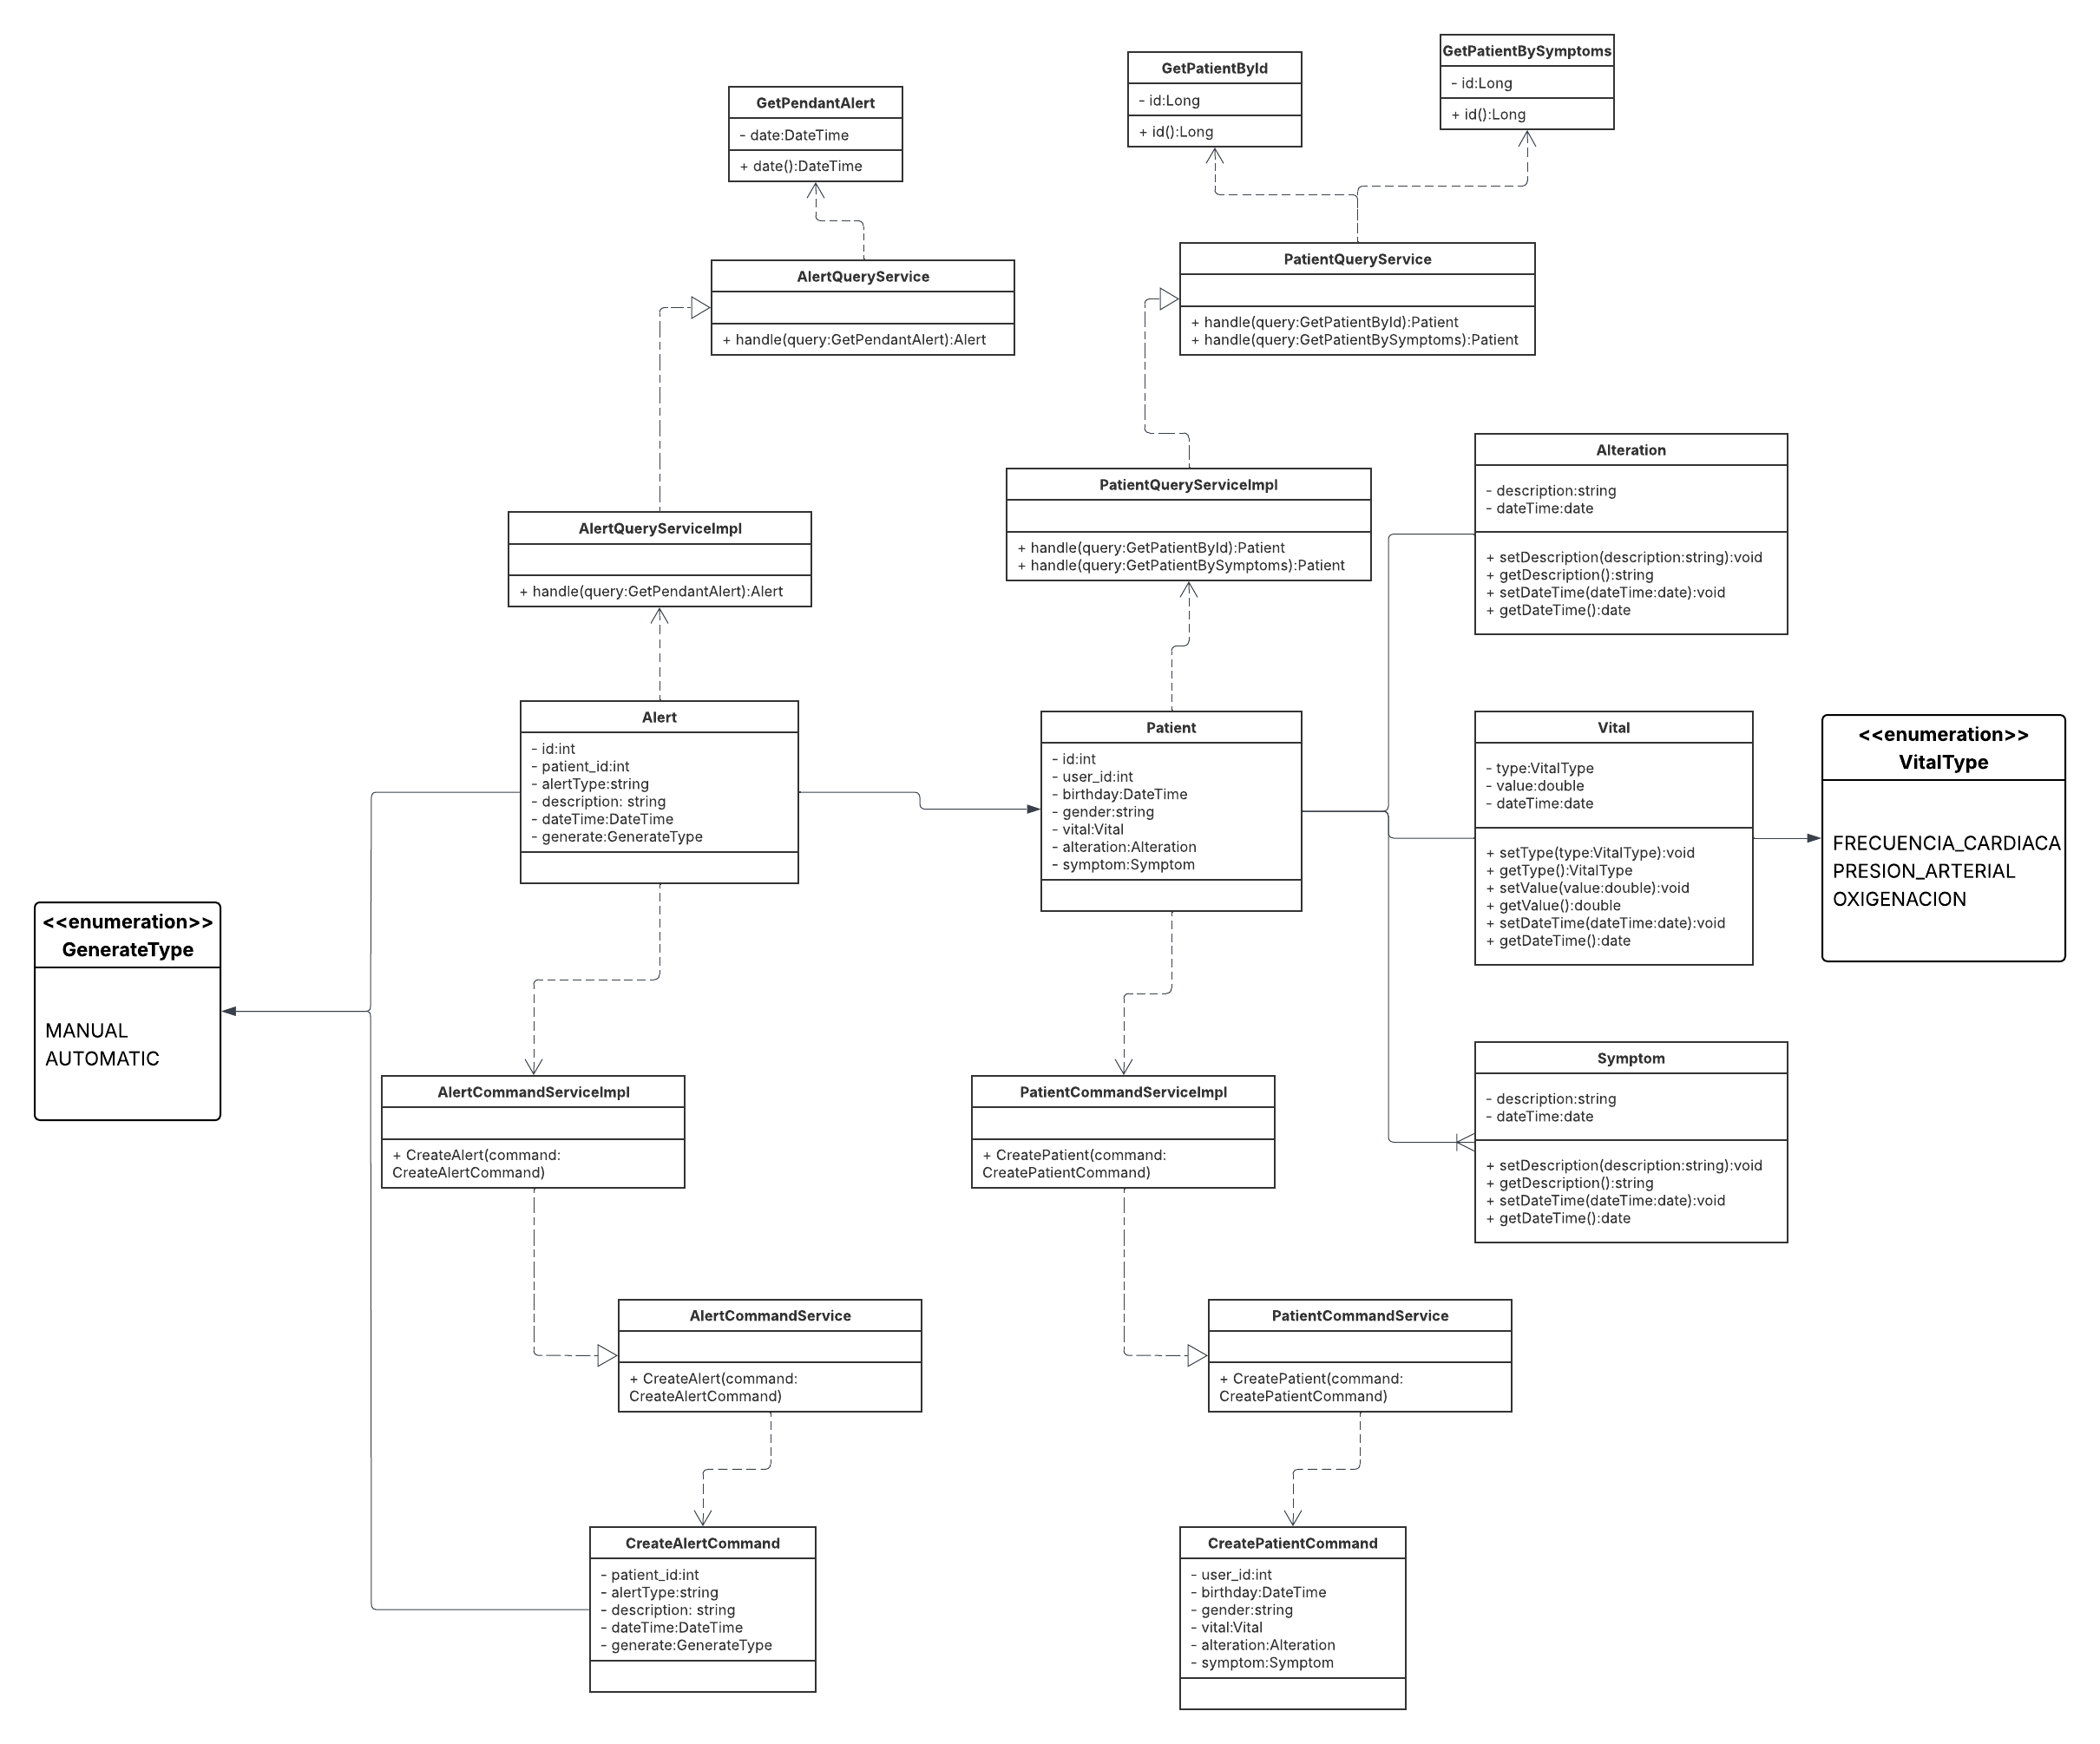 GetPatientBySymptoms
- id:Long
+ id():Long
GetPatientById
- id:Long
+ id():Long
GetPendantAlert
- date:DateTime
+ date():DateTime
PatientQueryService
+ handle(query:GetPatientById):Patient
+ handle(query:GetPatientBySymptoms):Patient
AlertQueryService
+ handle(query:GetPendantAlert):Alert
Alteration
- description:string
- dateTime:date
+ setDescription(description:string):void
+ getDescription():string
+ setDateTime(dateTime:date):void
+ getDateTime():date
PatientQueryServiceImpl
+ handle(query:GetPatientById):Patient
+ handle(query:GetPatientBySymptoms):Patient
AlertQueryServiceImpl
+ handle(query:GetPendantAlert):Alert
Alert
- id:int
- patient_id:int
- alertType:string
- description: string
- dateTime:DateTime
- generate:GenerateType
Patient
- id:int
- user_id:int
- birthday:DateTime
- gender:string
- vital:Vital
- alteration:Alteration
- symptom:Symptom
Vital
- type:VitalType
- value:double
- dateTime:date
+ setType(type:VitalType):void
+ getType():VitalType
+ setValue(value:double):void
+ getValue():double
+ setDateTime(dateTime:date):void
+ getDateTime():date
<<enumeration>>
VitalType
FRECUENCIA_CARDIACA
PRESION_ARTERIAL
OXIGENACION
<<enumeration>>
GenerateType
MANUAL
AUTOMATIC
AlertCommandServiceImpl
+ CreateAlert(command:
CreateAlertCommand)
PatientCommandServiceImpl
+ CreatePatient(command:
CreatePatientCommand)
Symptom
- description:string
- dateTime:date
+ setDescription(description:string):void
+ getDescription():string
+ setDateTime(dateTime:date):void
+ getDateTime():date
AlertCommandService
+ CreateAlert(command:
CreateAlertCommand)
PatientCommandService
+ CreatePatient(command:
CreatePatientCommand)
CreateAlertCommand
- patient_id:int
- alertType:string
- description: string
- dateTime:DateTime
- generate:GenerateType
CreatePatientCommand
- user_id:int
- birthday:DateTime
- gender:string
- vital:Vital
- alteration:Alteration
- symptom:Symptom